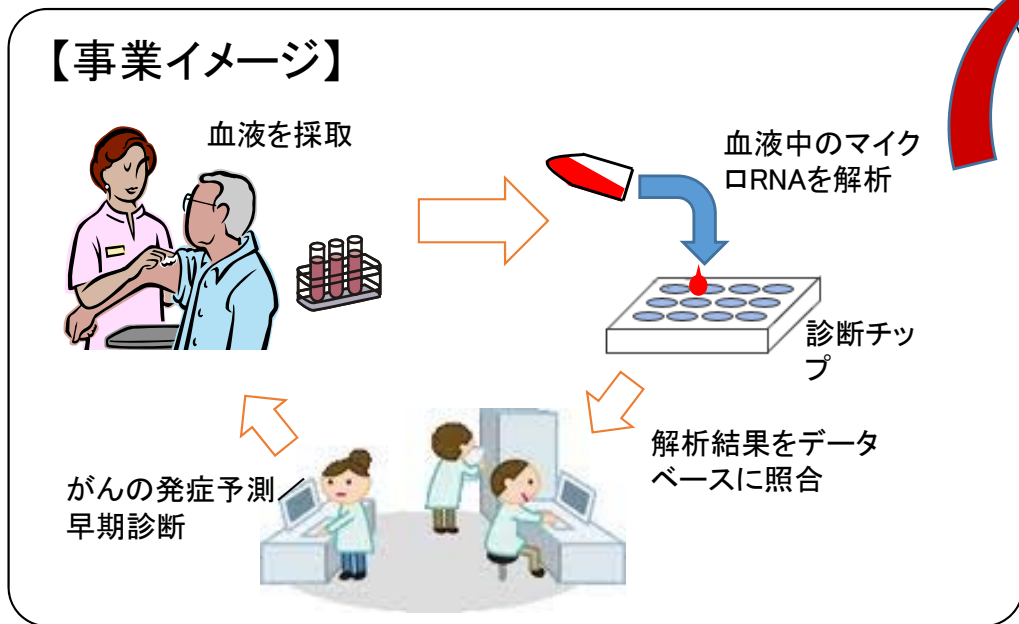 【事業イメージ】
血液を採取
血液中のマイク
ロRNAを解析
診断チッ
プ
解析結果をデータ
ベースに照合
がんの発症予測／
早期診断